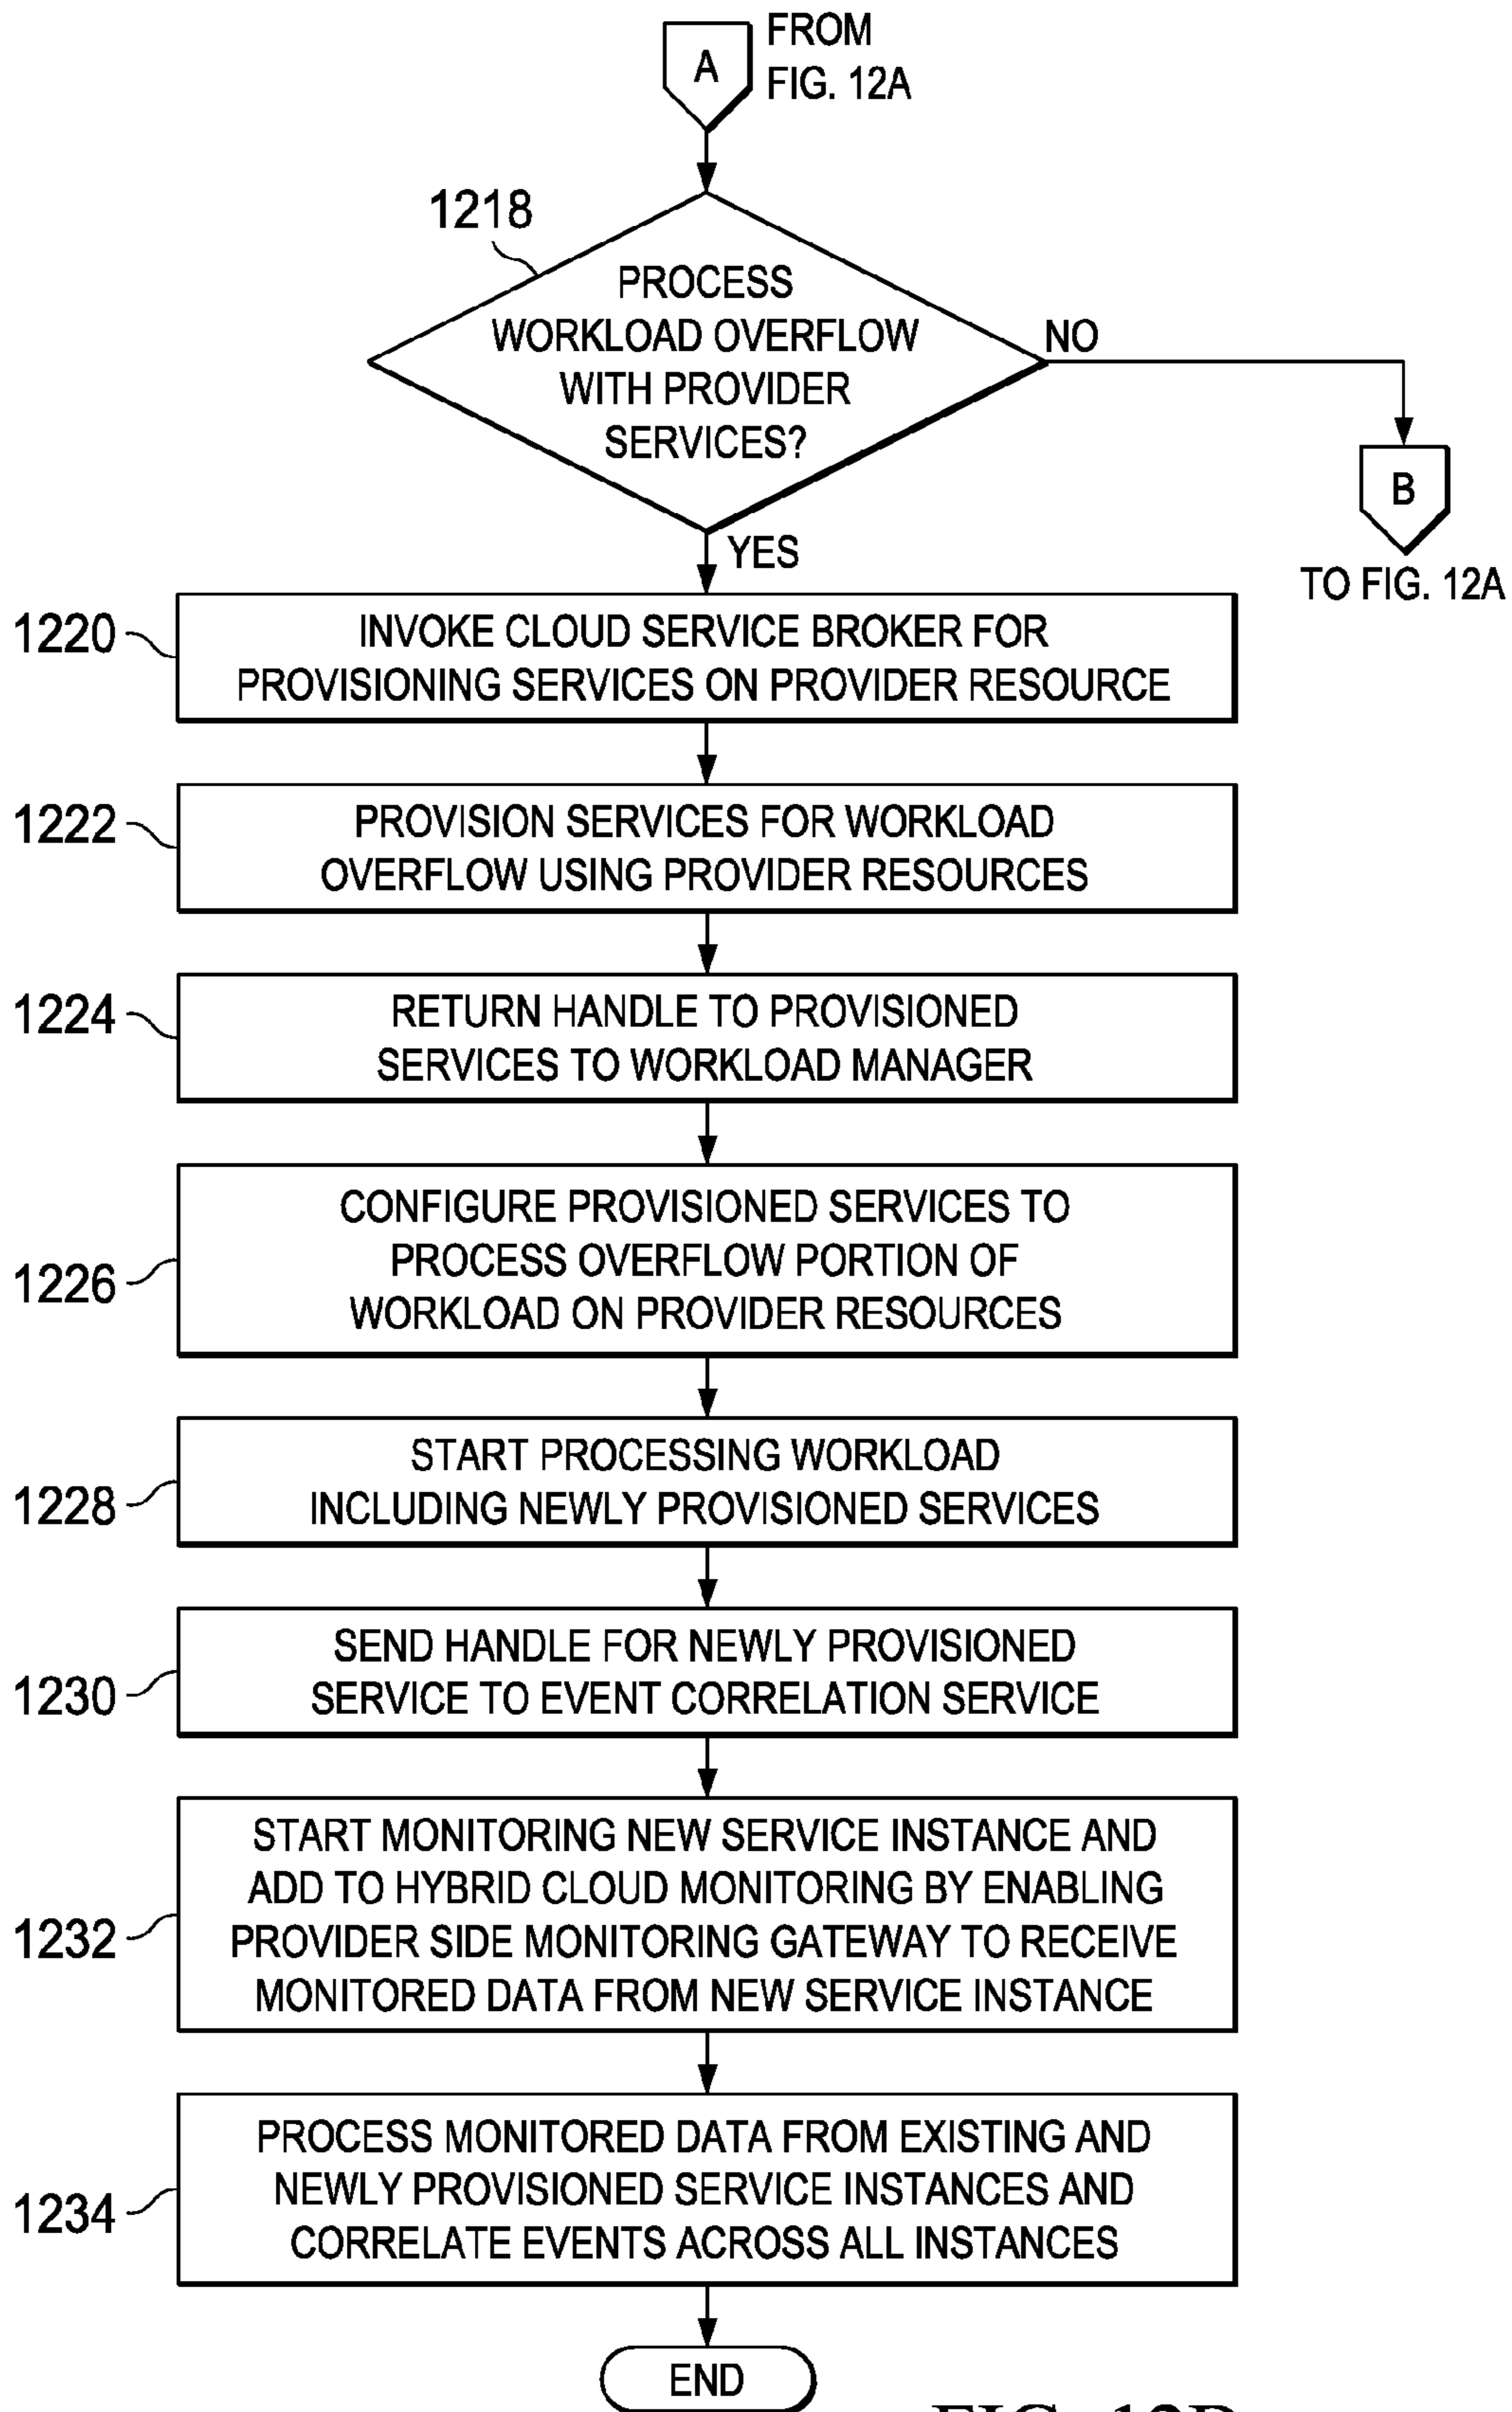 A
FROM
FIG. 12A
1218
PROCESS
WORKLOAD OVERFLOW
WITH PROVIDER
SERVICES?
NO
B
TO FIG. 12A
YES
1220
INVOKE CLOUD SERVICE BROKER FOR
PROVISIONING SERVICES ON PROVIDER RESOURCE
1222
PROVISION SERVICES FOR WORKLOAD
OVERFLOW USING PROVIDER RESOURCES
1224
RETURN HANDLE TO PROVISIONED
SERVICES TO WORKLOAD MANAGER
1226
CONFIGURE PROVISIONED SERVICES TO
PROCESS OVERFLOW PORTION OF
WORKLOAD ON PROVIDER RESOURCES
1228
START PROCESSING WORKLOAD
INCLUDING NEWLY PROVISIONED SERVICES
1230
SEND HANDLE FOR NEWLY PROVISIONED
SERVICE TO EVENT CORRELATION SERVICE
1232
START MONITORING NEW SERVICE INSTANCE AND
ADD TO HYBRID CLOUD MONITORING BY ENABLING
PROVIDER SIDE MONITORING GATEWAY TO RECEIVE
MONITORED DATA FROM NEW SERVICE INSTANCE
1234
PROCESS MONITORED DATA FROM EXISTING AND
NEWLY PROVISIONED SERVICE INSTANCES AND
CORRELATE EVENTS ACROSS ALL INSTANCES
END